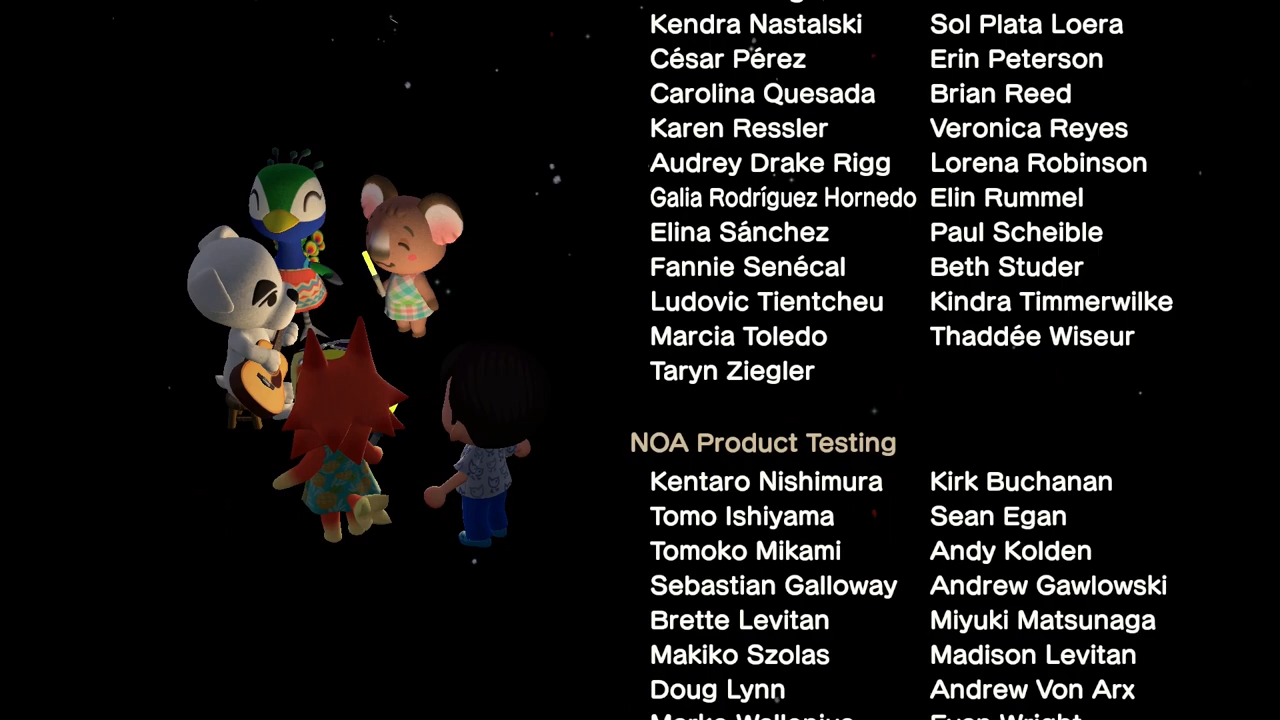 Kendra Nastalski Sol Plata Loera
César Pérez Erin Peterson
Carolina Quesada Brian Reed
Karen Ressler Veronica Reyes
Audrey Drake Rigg Lorena Robinson
Galia Rodríguez Hornedo Elin Rummel
Elina Sánchez Paul Scheible
Fannie Senécal Beth Studer
Ludovic Tientcheu Kindra Timmerwilke
Marcia Toledo Thaddée Wiseur
Taryn Ziegler
NOA Product Testing
Kentaro Nishimura Kirk Buchanan
Tomo Ishiyama Sean Egan
Tomoko Mikami Andy Kolden
Sebastian Galloway Andrew Gawlowski
Brette Levitan Miyuki Matsunaga
Makiko Szolas Madison Levitan
Doug Lynn Andrew Von Arx